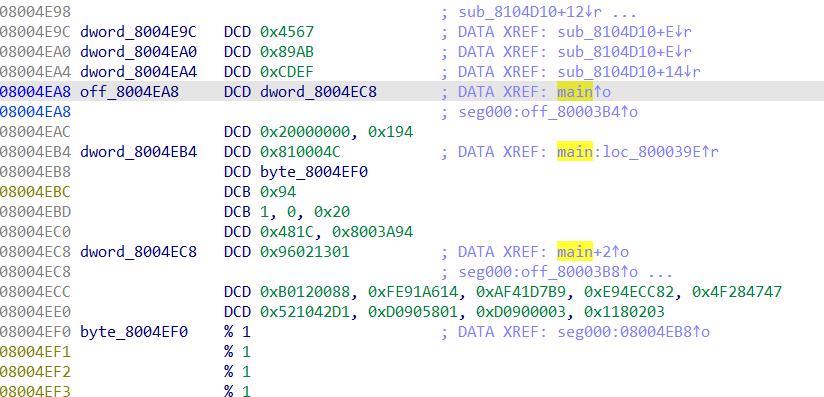 08004E98 ; sub_8104D10+12↓r ...
08004E9C dword_8004E9C DCD 0x4567 ; DATA XREF: sub_8104D10+E↓r
08004EA0 dword_8004EA0 DCD 0x89AB ; DATA XREF: sub_8104D10+E↓r
08004EA4 dword_8004EA4 DCD 0xCDEF ; DATA XREF: sub_8104D10+14↓r
08004EA8 off_8004EA8 DCD dword_8004EC8 ; DATA XREF: main↑o
08004EA8 ; seg000:off_80003B4↑o
08004EAC DCD 0x20000000, 0x194
08004EB4 dword_8004EB4 DCD 0x810004C ; DATA XREF: main:loc_800039E↑r
08004EB8 DCD byte_8004EF0
08004EBC DCB 0x94
08004EBD DCB 1, 0, 0x20
08004EC0 DCD 0x481C, 0x8003A94
08004EC8 dword_8004EC8 DCD 0x96021301 ; DATA XREF: main+2↑o
08004EC8 ; seg000:off_80003B8↑o ...
08004ECC DCD 0xB0120088, 0xFE91A614, 0xAF41D7B9, 0xE94ECC82, 0x4F284747
08004EE0 DCD 0x521042D1, 0xD0905801, 0xD0900003, 0x1180203
08004EF0 byte_8004EF0 % 1 ; DATA XREF: seg000:08004EB8↑o
08004EF1 % 1
08004EF2 % 1
08004EF3 % 1